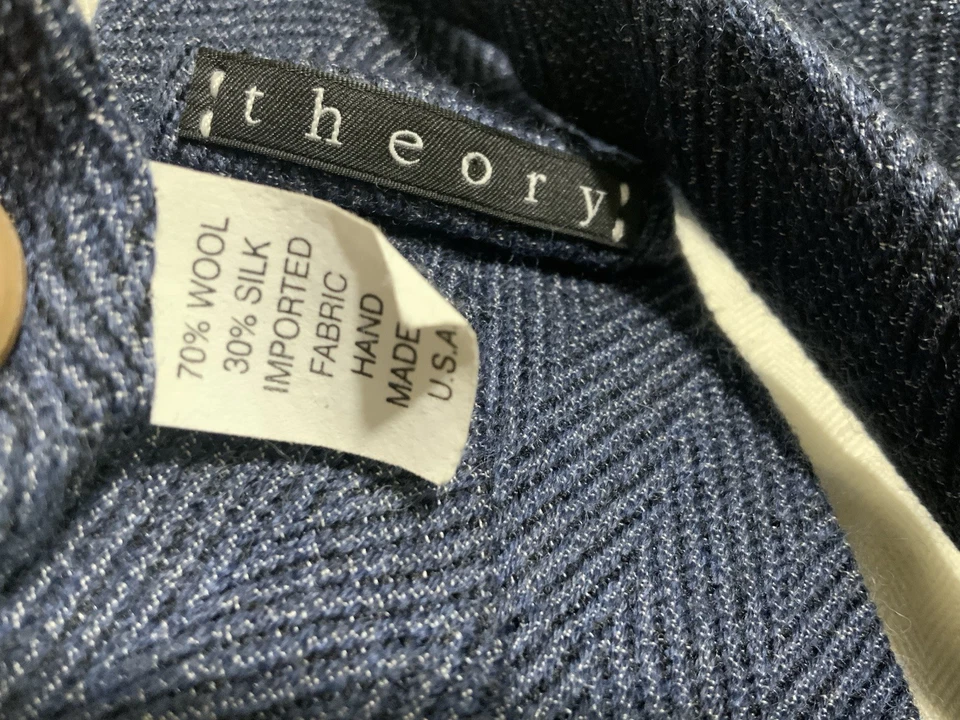 theory
70% WOOL
30% SILK
IMPORTED
FABRIC
HAND
MADE
U.S.A